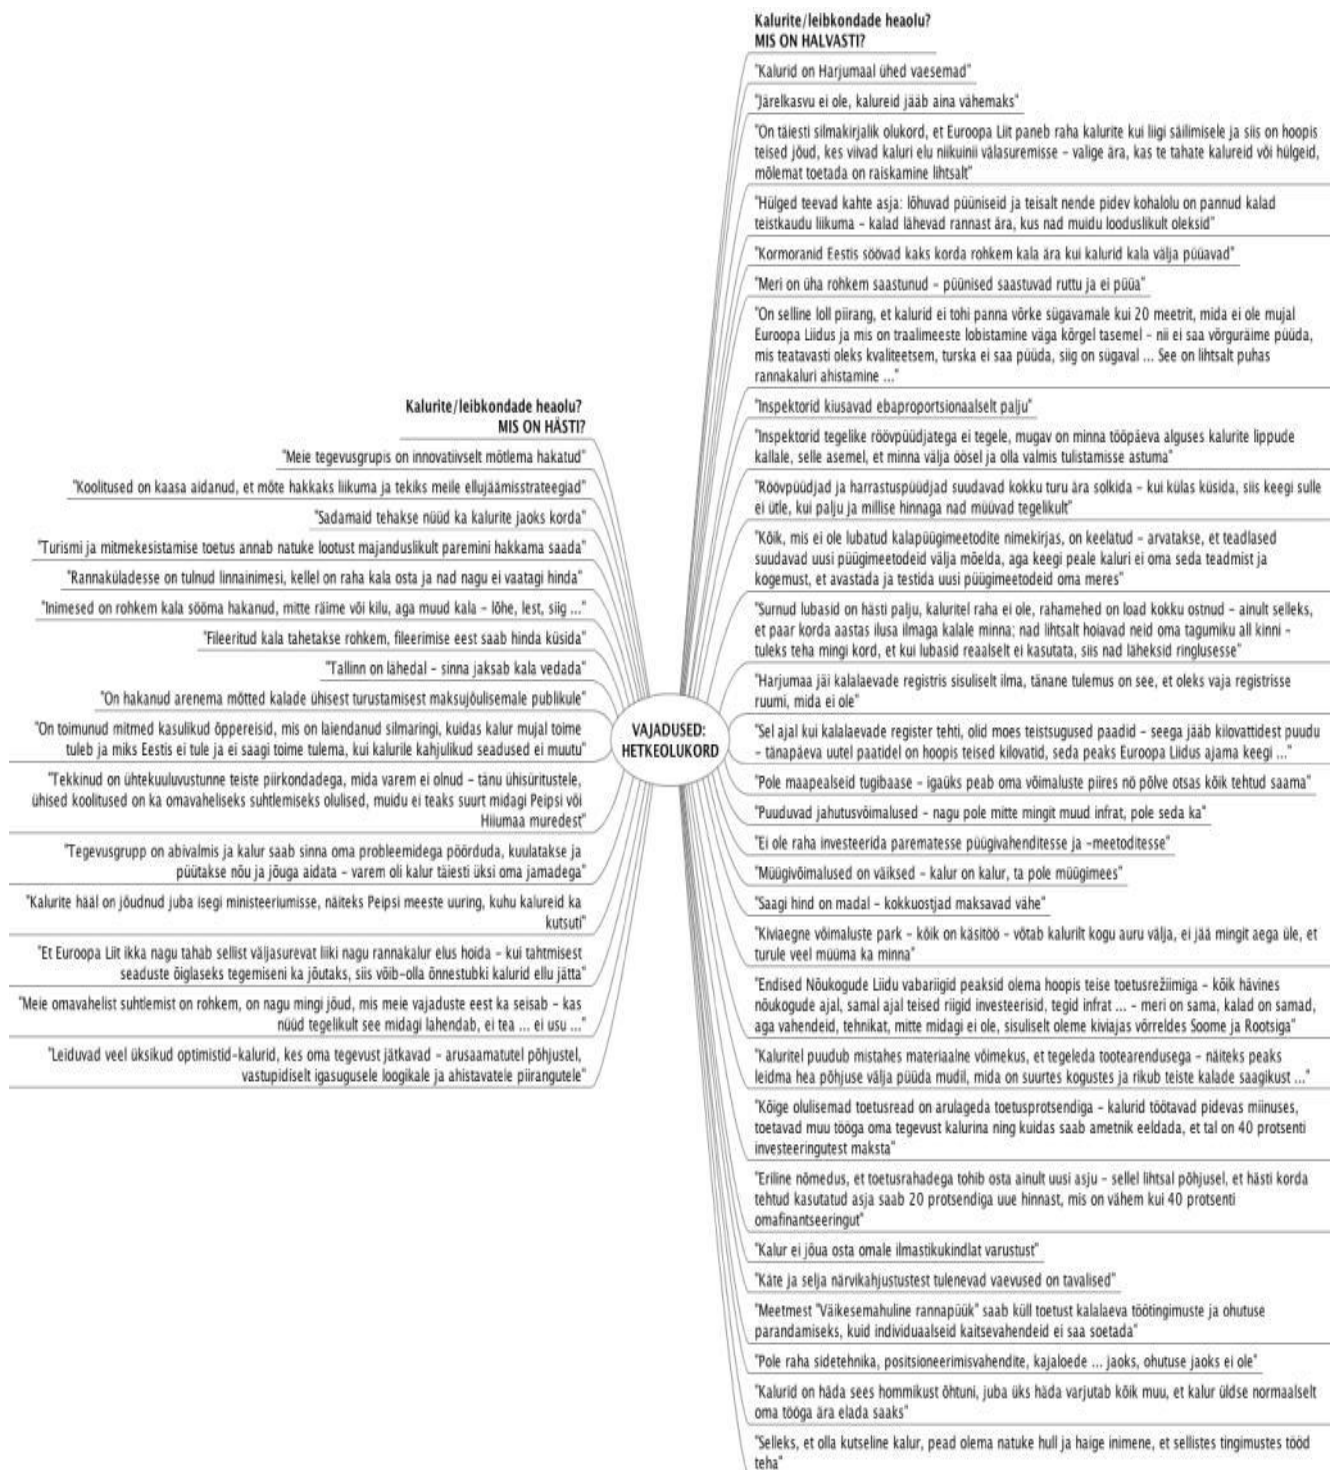 Kalurite/leibkondade heaolu?
MIS ON HÄSTI?
"Meie tegevusgrupis on innovatiivselt mõtlema hakatud"
"Koolitused on kaasa aidanud, et mõte hakkaks liikuma ja tekiks meile ellujäämisstrateegiad"
"Sadamaid tehakse nüüd ka kalurite jaoks korda"
"Turismi ja mitmekesistamise toetus annab natuke lootust majanduslikult paremini hakkama saada"
"Rannaküladesse on tulnud linnainimesi, kellel on raha kala osta ja nad nagu ei vaatagi hinda"
"Inimesed on rohkem kala sööma hakanud, mitte räime või kilu, aga muud kala – lõhe, lest, siig ..."
"Fileeritud kala tahetakse rohkem, fileerimise eest saab hinda küsida"
"Tallinn on lähedal – sinna jaksab kala vedada"
"On hakanud arenema mõtted kalade ühisest turustamisest maksujõulisemale publikule"
"On toimunud mitmed kasulikud õppereisid, mis on laiendanud silmaringi, kuidas kalur mujal toime
tuleb ja miks Eestis ei tule ja ei saagi toime tulema, kui kalurile kahjulikud seadused ei muutu"
"Tekkinud on ühtekuuluvustunne teiste piirkondadega, mida varem ei olnud – tänu ühisüritustele,
ühised koolitused on ka omavaheliseks suhtlemiseks olulised, muidu ei teaks suurt midagi Peipsi või
Hiiumaa muredest"
"Tegevusgrupp on abivalmis ja kalur saab sinna oma probleemidega pöörduda, kuulatakse ja
püütakse nõu ja jõuga aidata – varem oli kalur täiesti üksi oma jamadega"
"Kalurite hääl on jõudnud juba isegi ministeeriumisse, näiteks Peipsi meeste uuring, kuhu kalureid ka
kutsuti"
"Et Euroopa Liit ikka nagu tahab sellist väljasurevat liiki nagu rannakalur elus hoida – kui tahtmisest
seaduste õiglaseks tegemiseni ka jõutaks, siis võib-olla õnnestubki kalurid ellu jätta"
"Meie omavahelist suhtlemist on rohkem, on nagu mingi jõud, mis meie vajaduste eest ka seisab – kas
nüüd tegelikult see midagi lahendab, ei tea ... ei usu ..."
"Leiduvad veel üksikud optimistid-kalurid, kes oma tegevust jätkavad – arusaamatutel põhjustel,
vastupidiselt igasugusele loogikale ja ahistavatele piirangutele"
VAJADUSED:
HETKEOLUKORD
Kalurite/leibkondade heaolu?
MIS ON HALVASTI?
"Kalurid on Harjumaal ühed vaesemad"
"Järelkasvu ei ole, kalureid jääb aina vähemaks"
"On täiesti silmakirjalik olukord, et Euroopa Liit paneb raha kalurite kui liigi säilimisele ja siis on hoopis
teised jõud, kes viivad kaluri elu niikuinii välasuremisse – valige ära, kas te tahate kalureid või hülgeid,
mõlemat toetada on raiskamine lihtsalt"
"Hülged teevad kahte asja: lõhuvad püüniseid ja teisalt nende pidev kohalolu on pannud kalad
teistkaudu liikuma – kalad lähevad rannast ära, kus nad muidu looduslikult oleksid"
"Kormoranid Eestis söövad kaks korda rohkem kala ära kui kalurid kala välja püüavad"
"Meri on üha rohkem saastunud – püünised saastuvad ruttu ja ei püüa"
"On selline loll piirang, et kalurid ei tohi panna võrke sügavamale kui 20 meetrit, mida ei ole mujal
Euroopa Liidus ja mis on traalimeeste lobistamine väga kõrgel tasemel – nii ei saa võrguräime püüda,
mis teatavasti oleks kvaliteetsem, turska ei saa püüda, siig on sügaval ... See on lihtsalt puhas
rannakaluri ahistamine ..."
"Inspektorid kiusavad ebaproportsionaalselt palju"
"Inspektorid tegelike röövpüüdjatega ei tegele, mugav on minna tööpäeva alguses kalurite lippude
kallale, selle asemel, et minna välja öösel ja olla valmis tulistamisse astuma"
"Röövpüüdjad ja harrastuspüüdjad suudavad kokku turu ära solkida – kui külas küsida, siis keegi sulle
ei ütle, kui palju ja millise hinnaga nad müüvad tegelikult"
"Kõik, mis ei ole lubatud kalapüügimeetodite nimekirjas, on keelatud – arvatakse, et teadlased
suudavad uusi püügimeetodeid välja mõelda, aga keegi peale kaluri ei oma seda teadmist ja
kogemust, et avastada ja testida uusi püügimeetodeid oma meres"
"Surnud lubasid on hästi palju, kaluritel raha ei ole, rahamehed on load kokku ostnud – ainult selleks,
et paar korda aastas ilusa ilmaga kalale minna; nad lihtsalt hoiavad neid oma tagumiku all kinni –
tuleks teha mingi kord, et kui lubasid reaalselt ei kasutata, siis nad läheksid ringlusesse"
"Harjumaa jäi kalalaevade registris sisuliselt ilma, tänane tulemus on see, et oleks vaja registrisse
ruumi, mida ei ole"
"Sel ajal kui kalalaevade register tehti, olid moes teistsugused paadid – seega jääb kilovattidest puudu
– tänapäeva uutel paatidel on hoopis teised kilovatid, seda peaks Euroopa Liidus ajama keegi ..."
"Pole maapealseid tugibaase – igaüks peab oma võimaluste piires nö põlve otsas kõik tehtud saama"
"Puuduvad jahutusvõimalused – nagu pole mitte mingit muud infrat, pole seda ka"
"Ei ole raha investeerida parematesse püügivahenditesse ja -meetoditesse"
"Müügivõimalused on väiksed – kalur on kalur, ta pole müügimees"
"Saagi hind on madal – kokkuostjad maksavad vähe"
"Kiviaegne võimaluste park – kõik on käsitöö – võtab kalurilt kogu auru välja, ei jää mingit aega üle, et
turule veel müüma ka minna"
"Endised Nõukogude Liidu vabariigid peaksid olema hoopis teise toetusrežiimiga – kõik hävines
nõukogude ajal, samal ajal teised riigid investeerisid, tegid infrat ... – meri on sama, kalad on samad,
aga vahendeid, tehnikat, mitte midagi ei ole, sisuliselt oleme kiviajas võrreldes Soome ja Rootsiga"
"Kaluritel puudub mistahes materiaalne võimekus, et tegeleda tootearendusega – näiteks peaks
leidma hea põhjuse välja püüda mudil, mida on suurtes kogustes ja rikub teiste kalade saagikust ..."
"Kõige olulisemad toetusread on arulageda toetusprotsendiga – kalurid töötavad pidevas miinuses,
toetavad muu tööga oma tegevust kalurina ning kuidas saab ametnik eeldada, et tal on 40 protsenti
investeeringutest maksta"
"Eriline nõmedus, et toetusrahadega tohib osta ainult uusi asju – sellel lihtsal põhjusel, et hästi korda
tehtud kasutatud asja saab 20 protsendiga uue hinnast, mis on vähem kui 40 protsenti
omafinantseeringut"
"Kalur ei jõua osta omale ilmastikukindlat varustust"
"Käte ja selja närvikahjustustest tulenevad vaevused on tavalised"
"Meetmest "Väikesemahuline rannapüük" saab küll toetust kalalaeva töötingimuste ja ohutuse
parandamiseks, kuid individuaalseid kaitsevahendeid ei saa soetada"
"Pole raha sidetehnika, positsioneerimisvahendite, kajaloede ... jaoks, ohutuse jaoks ei ole"
"Kalurid on häda sees hommikust õhtuni, juba üks häda varjutab kõik muu, et kalur üldse normaalselt
oma tööga ära elada saaks"
"Selleks, et olla kutseline kalur, pead olema natuke hull ja haige inimene, et sellistes tingimustes tööd
teha"